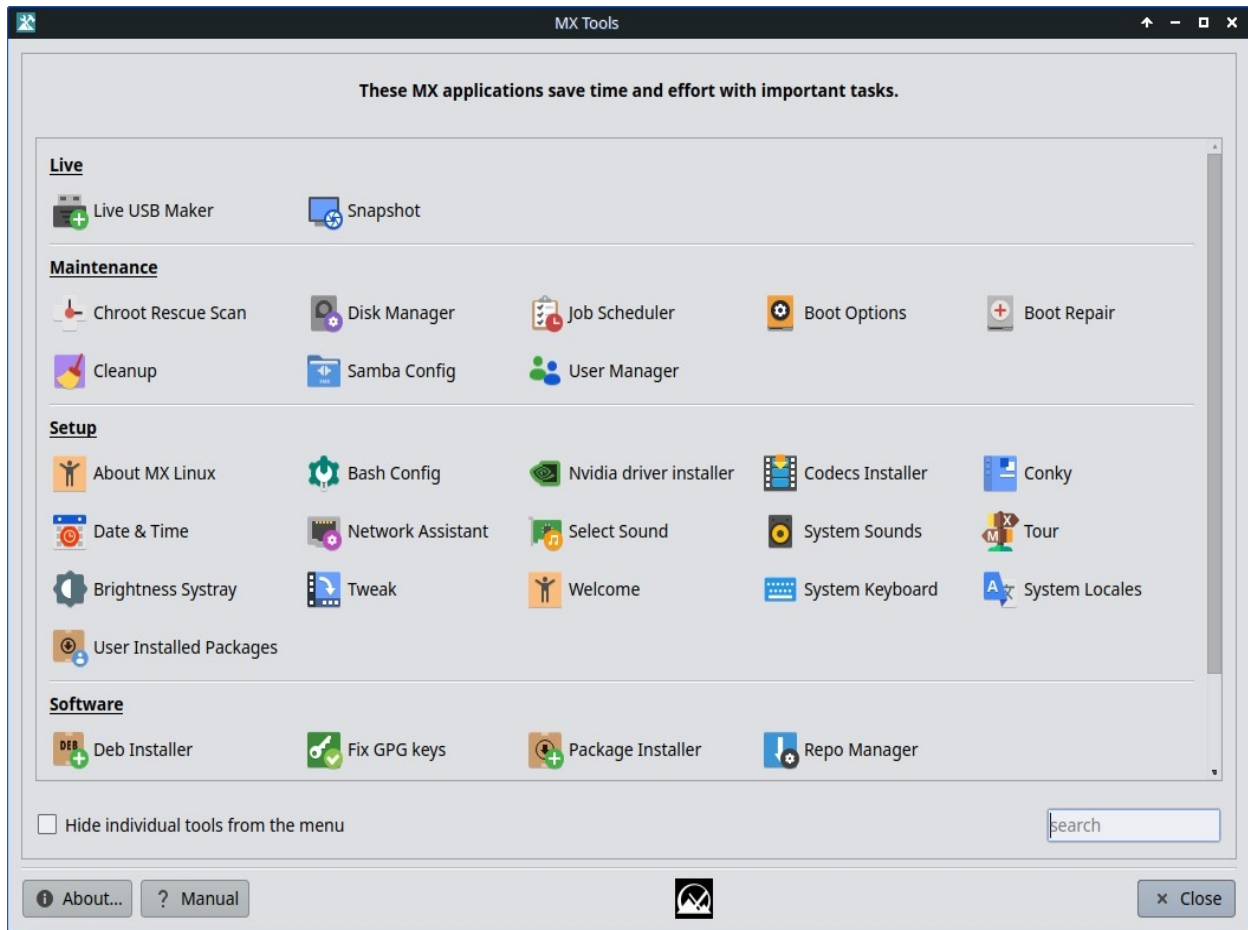 MX Tools
These MX applications save time and effort with important tasks.
Live
Live USB Maker Snapshot
Maintenance
Chroot Rescue Scan Disk Manager Job Scheduler Boot Options Boot Repair
Cleanup Samba Config User Manager
Setup
About MX Linux Bash Config Nvidia driver installer Codecs Installer Conky
Date & Time Network Assistant Select Sound System Sounds Tour
Brightness Systray Tweak Welcome System Keyboard System Locales
User Installed Packages
Software
DEB Deb Installer Fix GPG keys Package Installer Repo Manager
Hide individual tools from the menu search
About... ? Manual Close